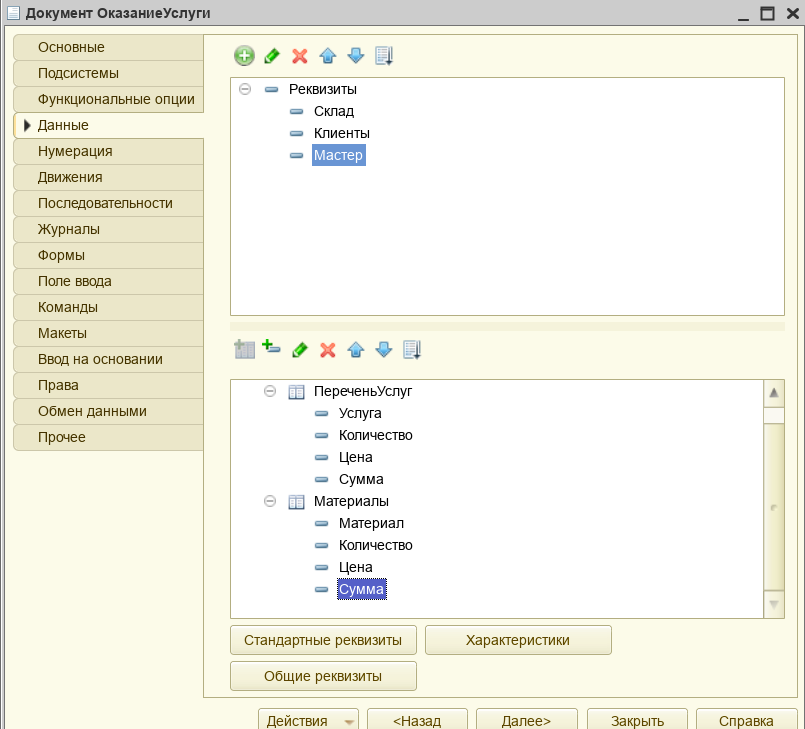 Документ ОказаниеУслуги
Основные
Подсистемы
Функциональные опции
Данные
Нумерация
Движения
Последовательности
Журналы
Формы
Поле ввода
Команды
Макеты
Ввод на основании
Права
Обмен данными
Прочее
Реквизиты
Склад
Клиенты
Мастер
ПереченьУслуг
Услуга
Количество
Цена
Сумма
Материалы
Материал
Количество
Цена
Сумма
Стандартные реквизиты
Характеристики
Общие реквизиты
Действия
<Назад
Далее>
Закрыть
Справка